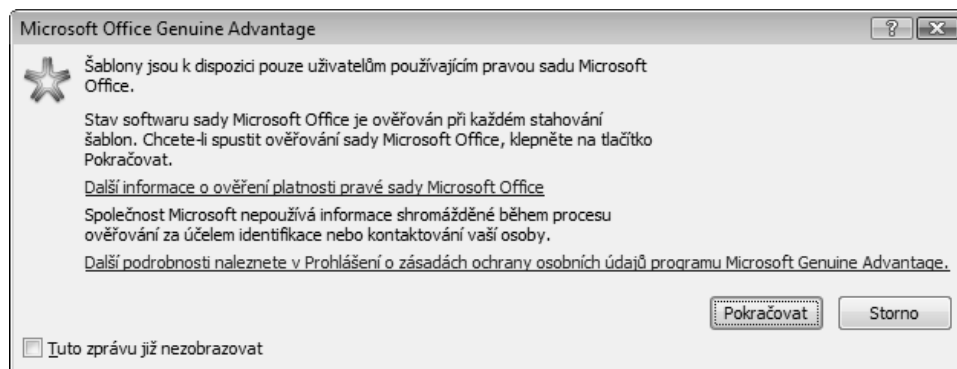 Microsoft Office Genuine Advantage
Šablony jsou k dispozici pouze uživatelům používajícím pravou sadu Microsoft
Office.
Stav softwaru sady Microsoft Office je ověřován při každém stahování
šablon. Chcete-li spustit ověřování sady Microsoft Office, klepněte na tlačítko
Pokračovat.
Další informace o ověření platnosti pravé sady Microsoft Office
Společnost Microsoft nepoužívá informace shromážděné během procesu
ověřování za účelem identifikace nebo kontaktování vaší osoby.
Další podrobnosti naleznete v Prohlášení o zásadách ochrany osobních údajů programu Microsoft Genuine Advantage.
Pokračovat
Storno
Tuto zprávu již nezobrazovat